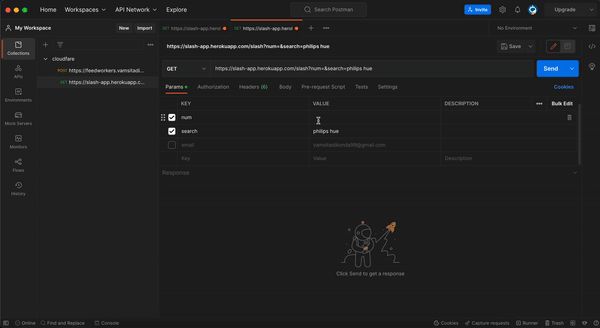 Home Workspaces API Network Explore Search Postman Invite Upgrade
My Workspace New Import https://slash-app.herol https://slash-app.herol No Environment
Collections
cloudfare
https://slash-app.herokuapp.com/slash?num=&search=philips hue Save
POST https://feedworkers.vamsitadi...
GET https://slash-app.herokuapp.c...
GET https://slash-app.herokuapp.com/slash?num=&search=philips hue Send
APIs
Params Authorization Headers (6) Body Pre-request Script Tests Settings Cookies
Environments
KEY VALUE DESCRIPTION Bulk Edit
Mock Servers
num
search philips hue
Monitors
email
Key Value Description
Flows
Response
History
Click Send to get a response
Online Find and Replace Console Cookies Capture requests Runner Trash